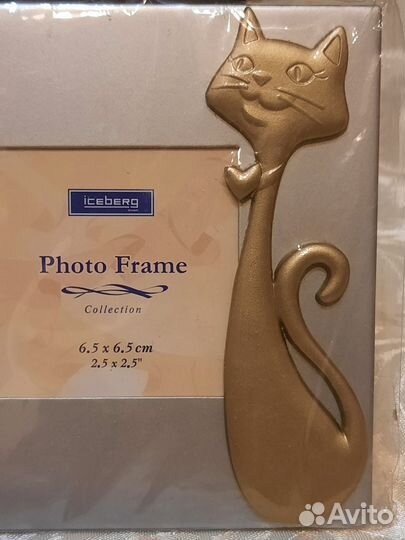 iceberg
Photo Frame
Collection
6.5 x 6.5 cm
2.5 x 2.5"
Avito